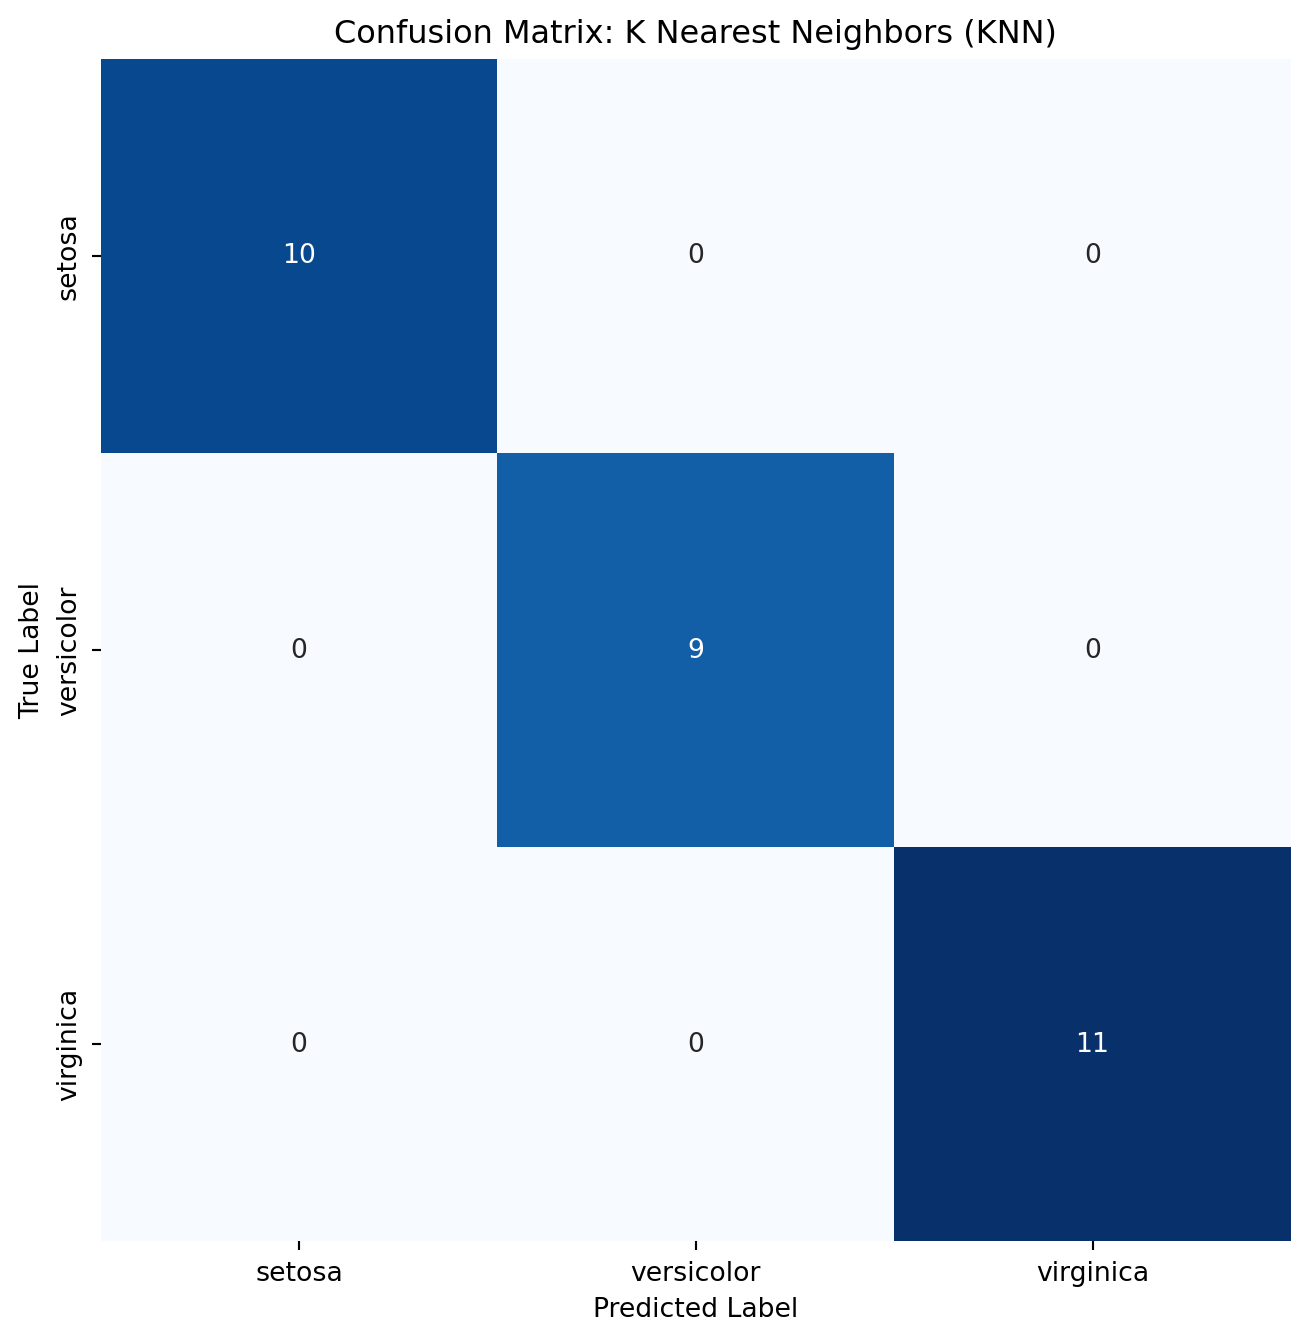 Confusion Matrix: K Nearest Neighbors (KNN)
True Label
setosa
10 0 0
versicolor
0 9 0
virginica
0 0 11
setosa versicolor virginica
Predicted Label